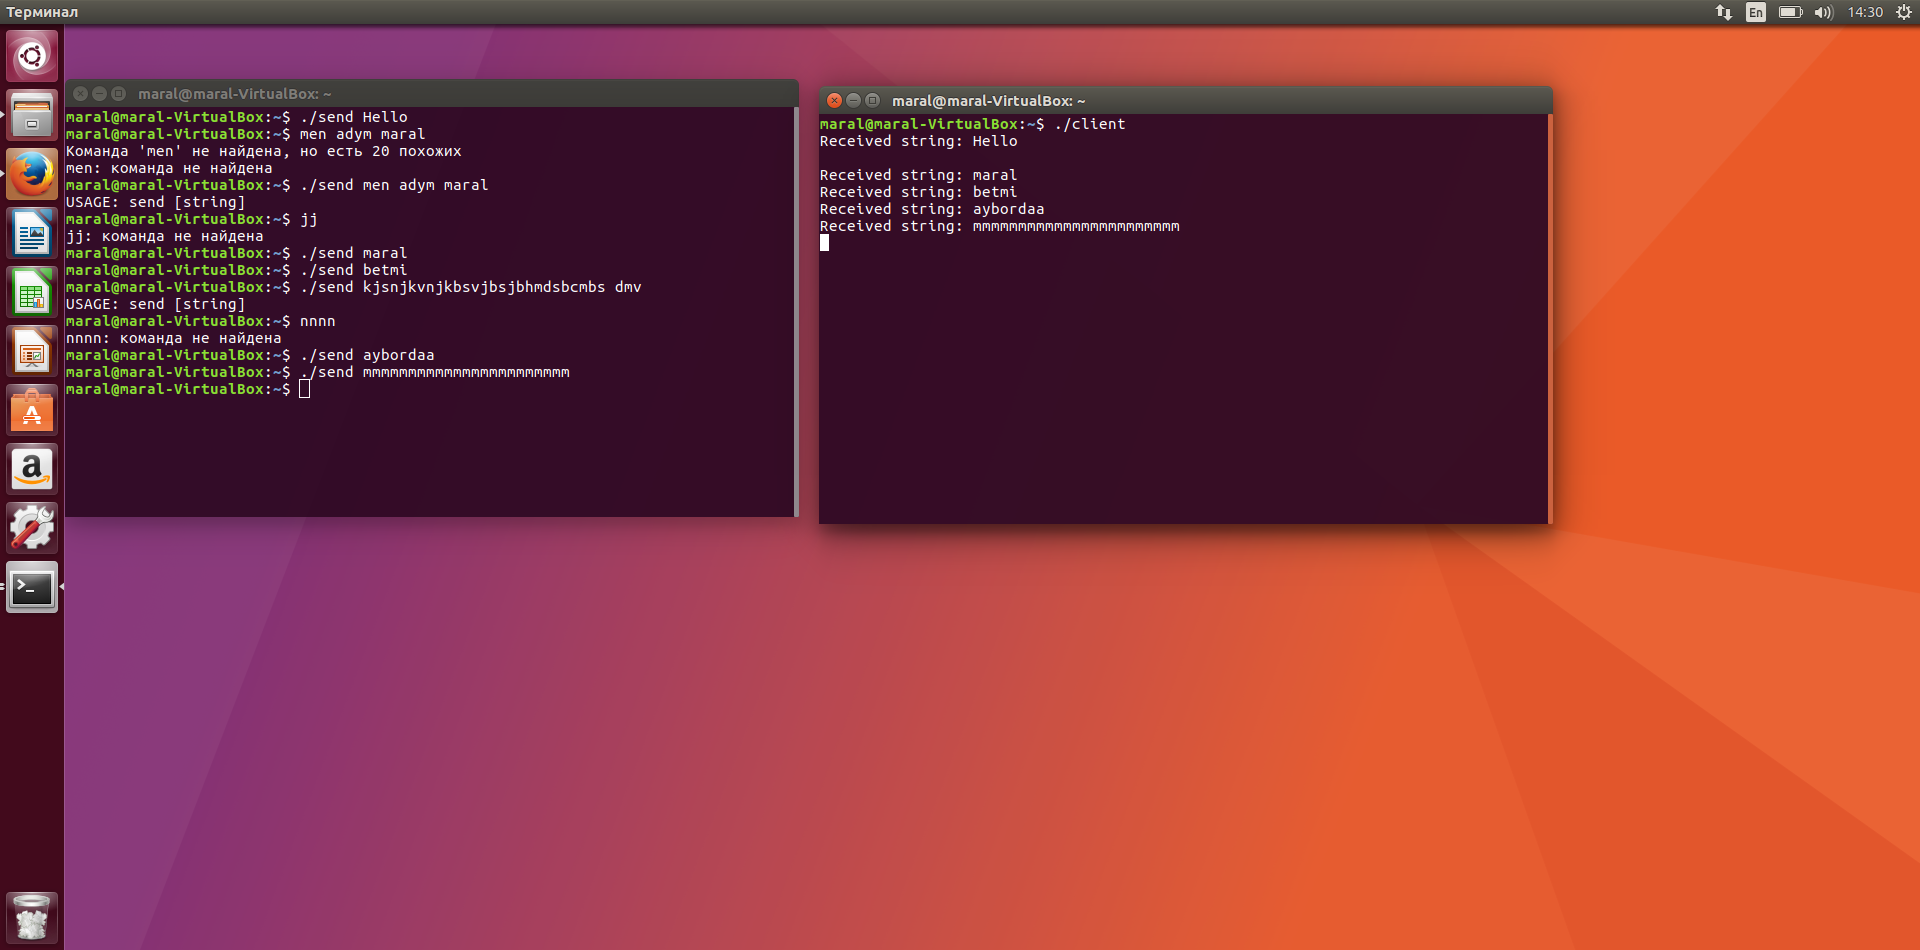 Терминал
En
14:30
maral@maral-VirtualBox: ~
maral@maral-VirtualBox:~$ ./send Hello
maral@maral-VirtualBox:~$ men adym maral
Команда 'men' не найдена, но есть 20 похожих
men: команда не найдена
maral@maral-VirtualBox:~$ ./send men adym maral
USAGE: send [string]
maral@maral-VirtualBox:~$ jj
jj: команда не найдена
maral@maral-VirtualBox:~$ ./send maral
maral@maral-VirtualBox:~$ ./send betmi
maral@maral-VirtualBox:~$ ./send kjsnjkvnjkbsvjbsjbhmdsbcmbs dmv
USAGE: send [string]
maral@maral-VirtualBox:~$ nnnn
nnnn: команда не найдена
maral@maral-VirtualBox:~$ ./send aybordaa
maral@maral-VirtualBox:~$ ./send mmmmmmmmmmmmmmmmmmmmmmm
maral@maral-VirtualBox:~$
maral@maral-VirtualBox: ~
maral@maral-VirtualBox:~$ ./client
Received string: Hello
Received string: maral
Received string: betmi
Received string: aybordaa
Received string: mmmmmmmmmmmmmmmmmmmmmmm